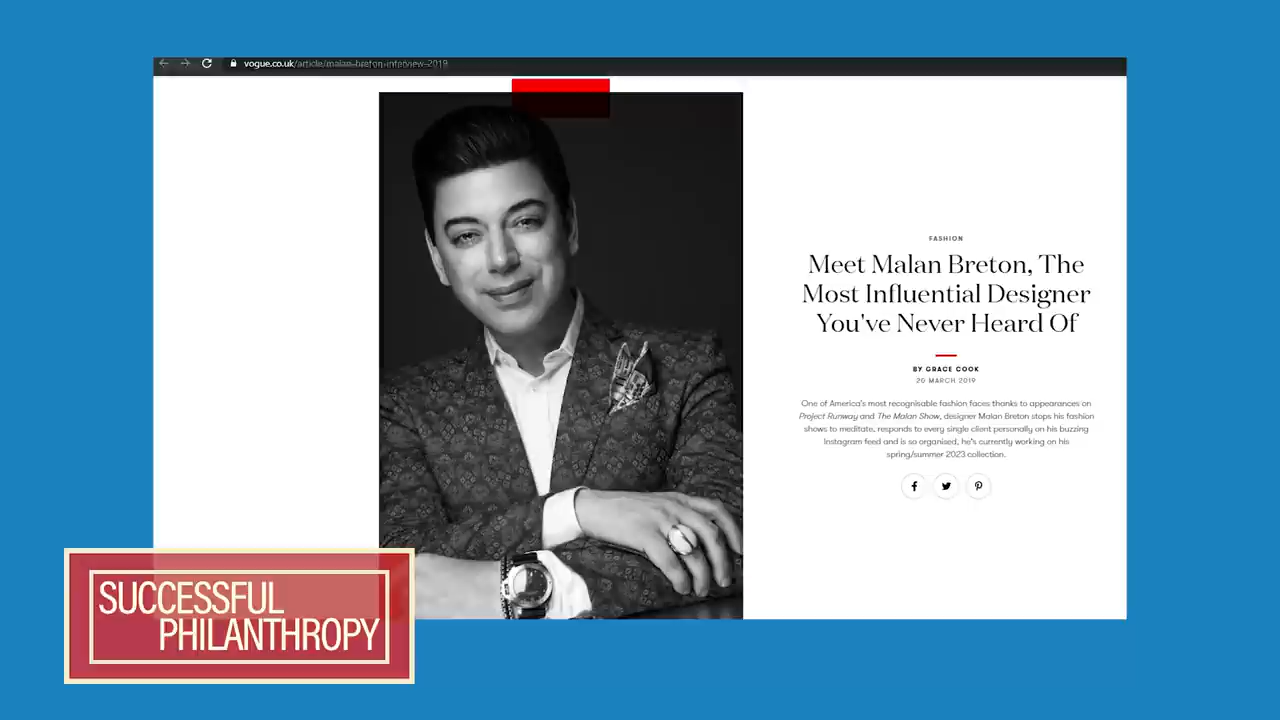 vogue.co.uk/article/malan-breton-interview-2019
FASHION
Meet Malan Breton, The
Most Influential Designer
You've Never Heard Of
BY GRACE COOK
20 MARCH 2019
One of America's most recognisable fashion faces thanks to appearances on
Project Runway and The Malan Show, designer Malan Breton stops his fashion
shows to meditate, responds to every single client personally on his buzzing
Instagram feed and is so organised, he's currently working on his
spring/summer 2023 collection.
SUCCESSFUL
PHILANTHROPY